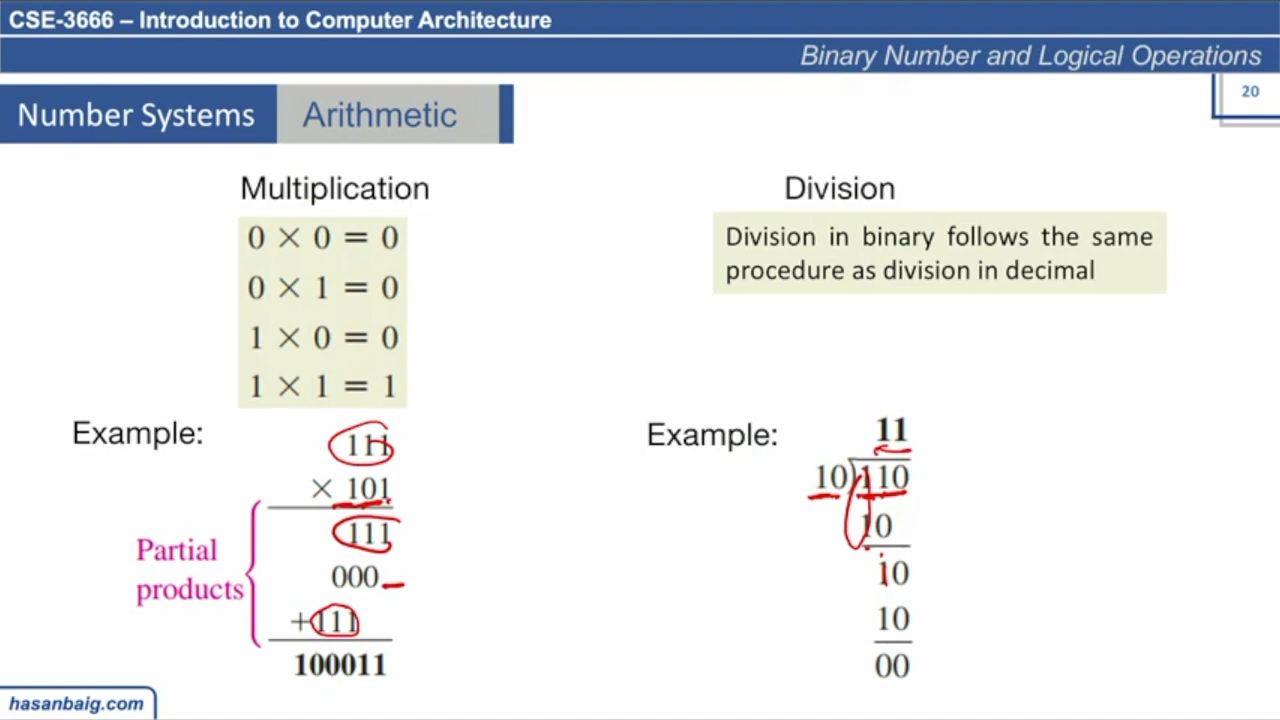 CSE-3666 – Introduction to Computer Architecture
Binary Number and Logical Operations
20
Number Systems
Arithmetic
Multiplication
0 × 0 = 0
0 × 1 = 0
1 × 0 = 0
1 × 1 = 1
Example:
111
× 101
111
000
+111
100011
Partial
products
Division
Division in binary follows the same
procedure as division in decimal
Example:
11
10)110
10
10
10
00
hasanbaig.com